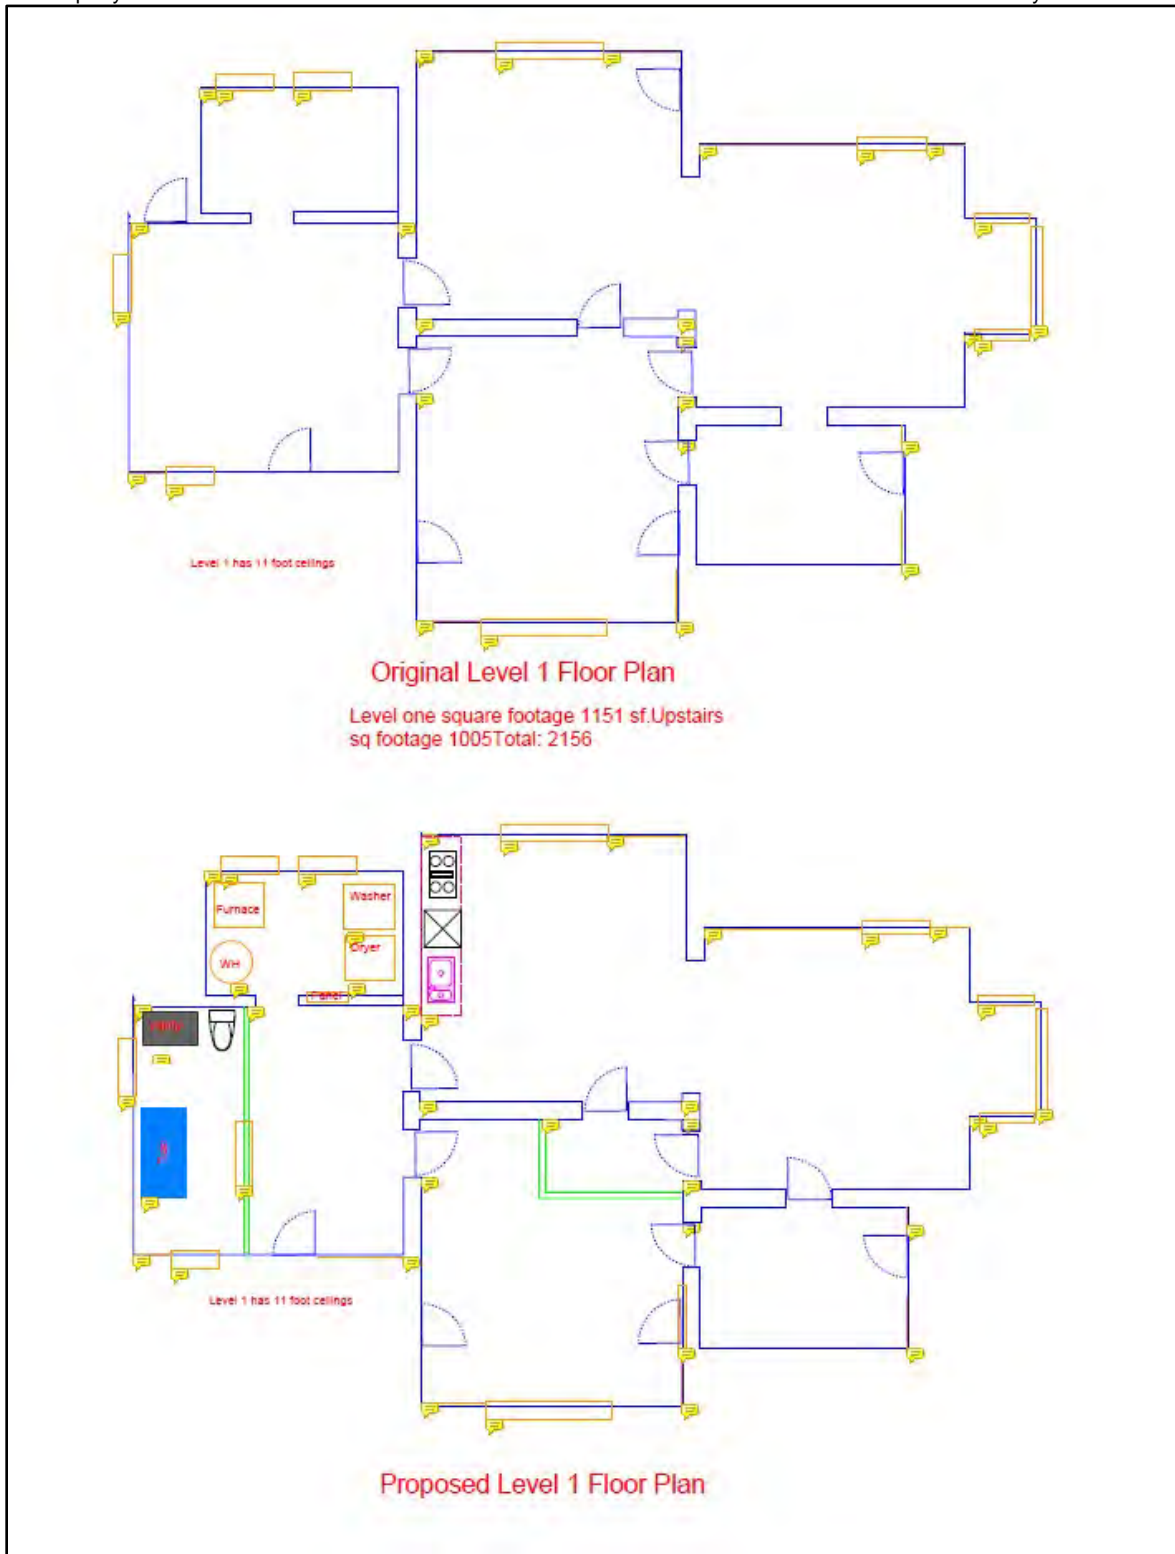 Level 1 has 11 foot ceilings
Original Level 1 Floor Plan
Level one square footage 1151 sf.Upstairs
sq footage 1005Total: 2156
Furnace
Washer
Dryer
WH
Panel
Level 1 has 11 foot ceilings
Proposed Level 1 Floor Plan